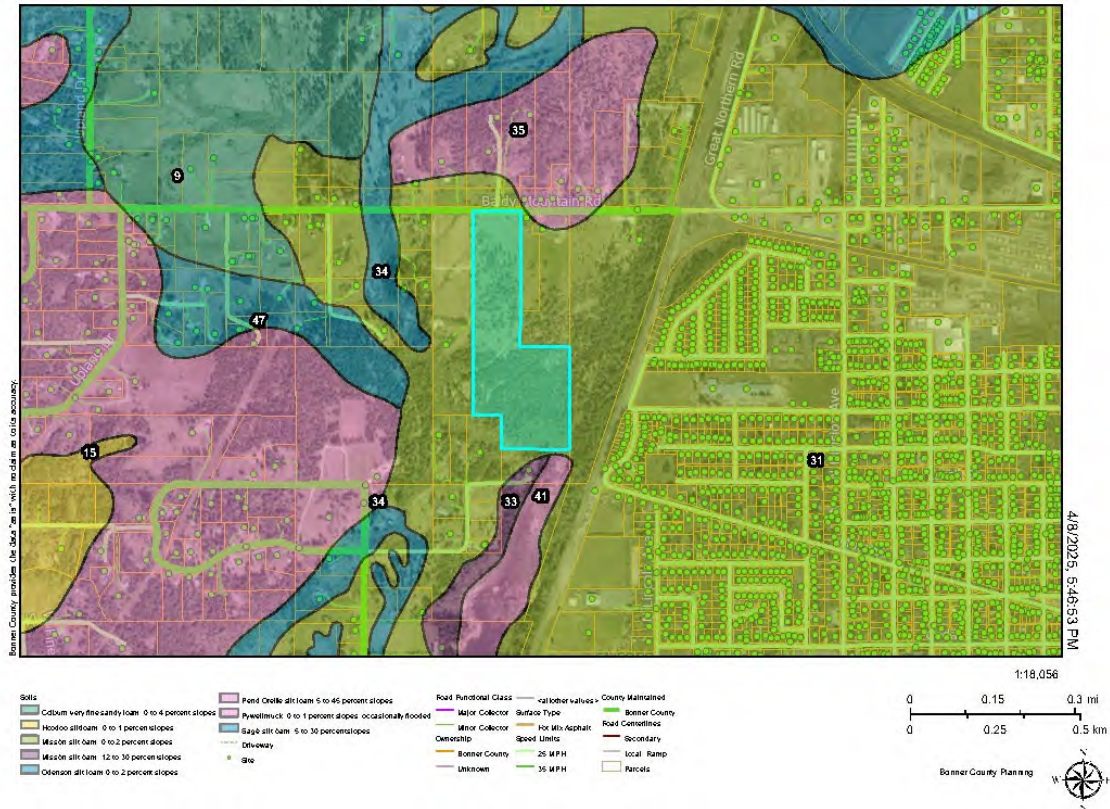 Great Northern Rd
35
9
Baldy Mountain Rd
34
47
15
31
34
33
41
Bonner County provides the data "as is" with no claim as to its accuracy.
4/8/2025, 5:46:53 PM
1:18,056
Soils
Colburn very fine sandy loam 0 to 4 percent slopes
Hoodoo silt loam 0 to 1 percent slopes
Mission silt loam 0 to 2 percent slopes
Mission silt loam 12 to 30 percent slopes
Odenson silt loam 0 to 2 percent slopes
Pend Oreille silt loam 5 to 45 percent slopes
Pywell muck 0 to 1 percent slopes occasionally flooded
Sagle silt loam 5 to 30 percent slopes
Driveway
Site
Road Functional Class
Major Collector
Minor Collector
Ownership
Bonner County
Unknown
<all other values>
Surface Type
Hot Mix Asphalt
Speed Limits
25 MPH
35 MPH
County Maintained
Bonner County
Road Centerlines
Secondary
Local Ramp
Parcels
0 0.15 0.3 mi
0 0.25 0.5 km
Bonner County Planning
N
W
E
S